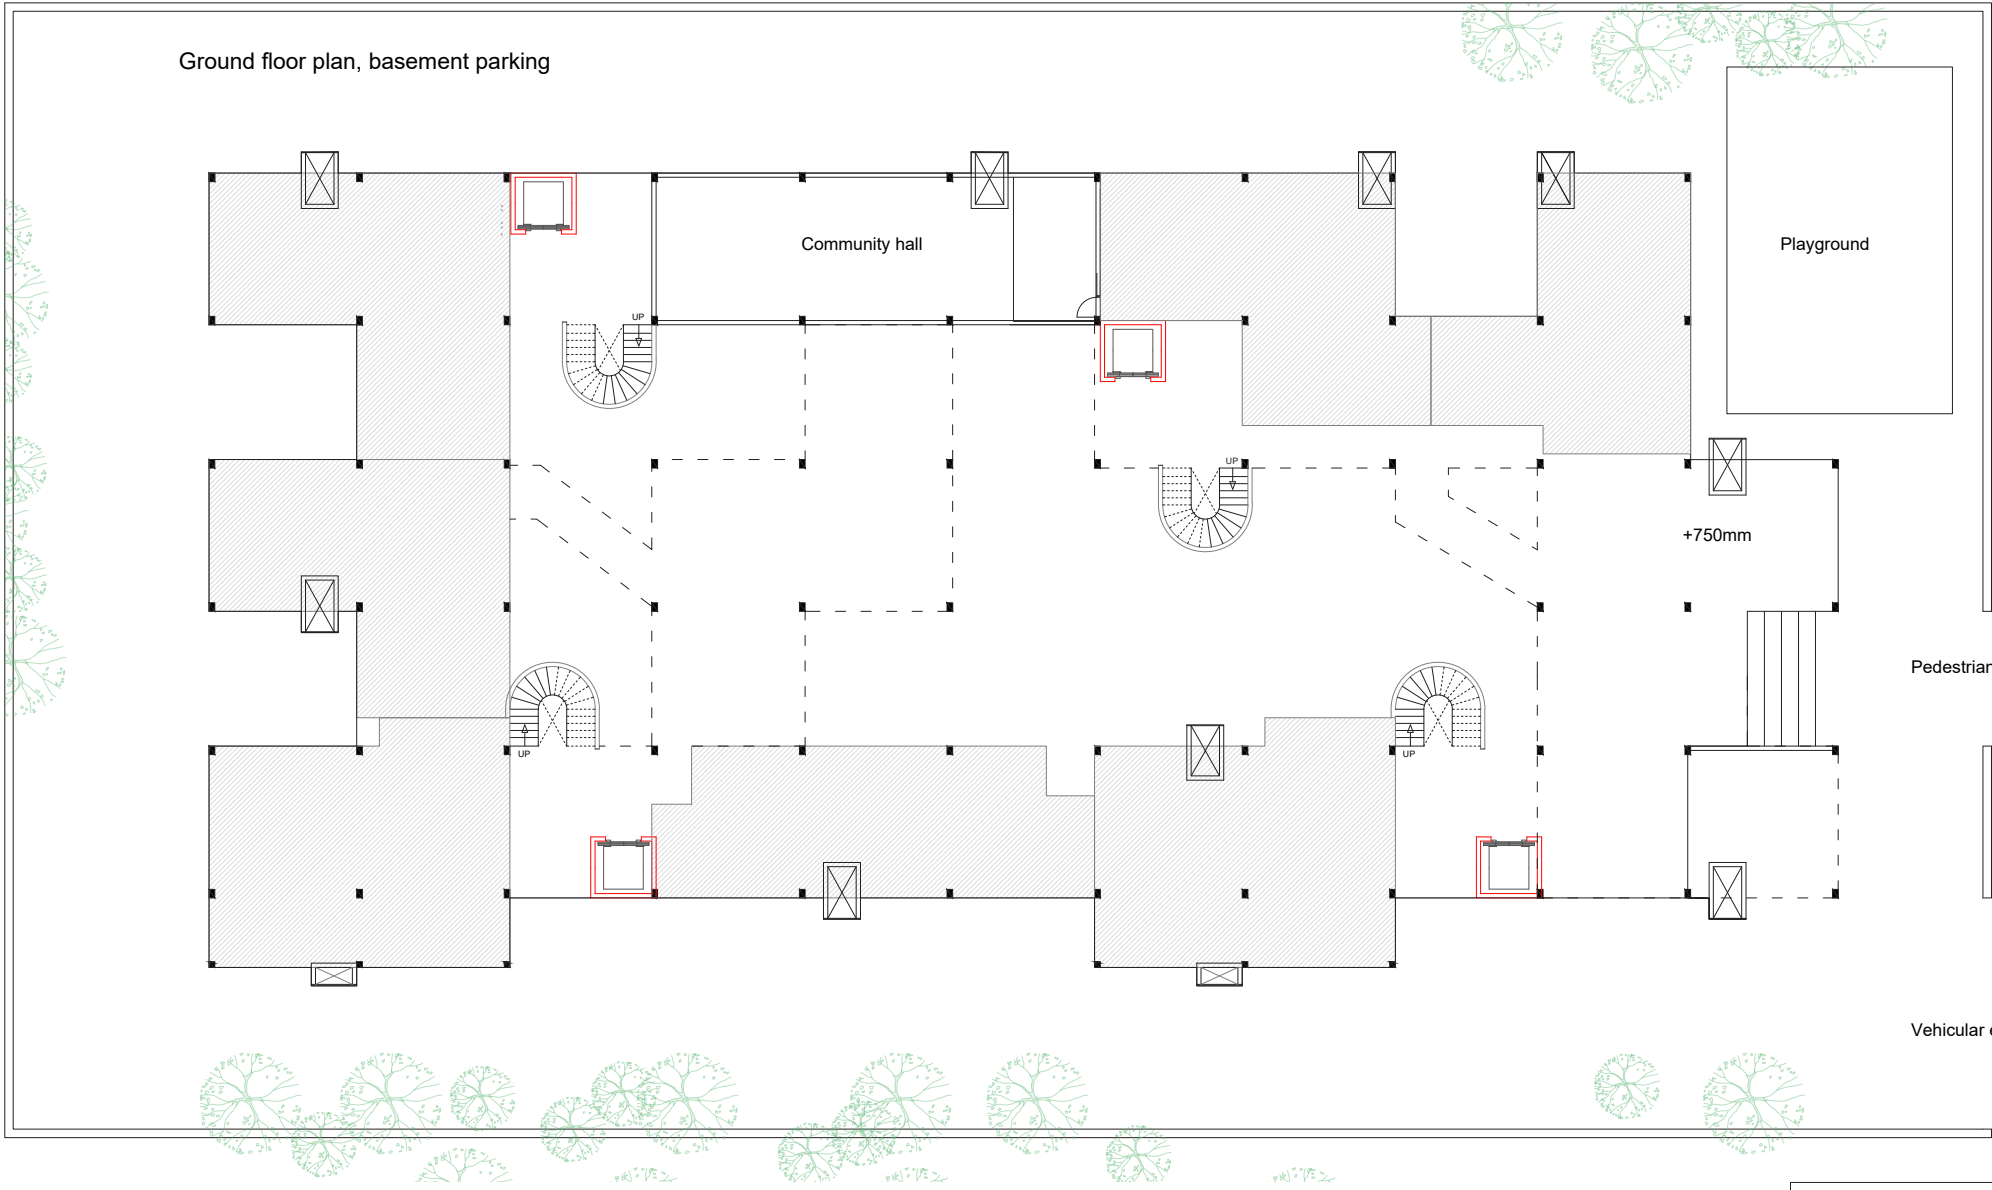 Ground floor plan, basement parking
Community hall
Playground
UP
UP
+750mm
Pedestrian
UP
UP
Vehicular e